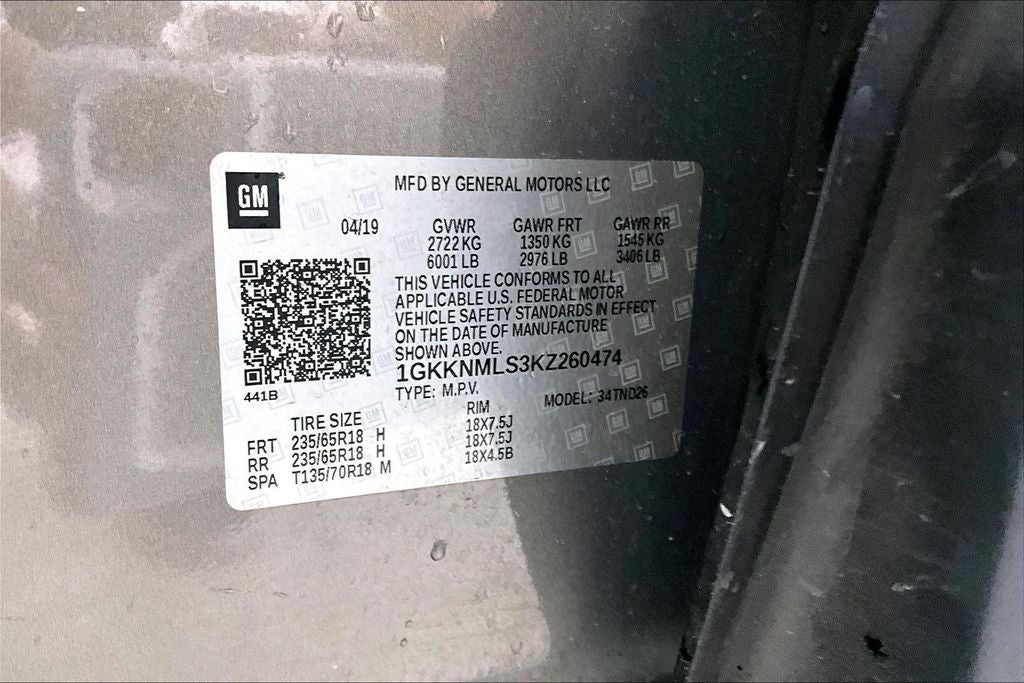 GM
MFD BY GENERAL MOTORS LLC
04/19 GVWR GAWR FRT GAWR RR
2722 KG 1350 KG 1545 KG
6001 LB 2976 LB 3406 LB
THIS VEHICLE CONFORMS TO ALL
APPLICABLE U.S. FEDERAL MOTOR
VEHICLE SAFETY STANDARDS IN EFFECT
ON THE DATE OF MANUFACTURE
SHOWN ABOVE.
1GKKNMLS3KZ260474
441B
TYPE: M.P.V. MODEL: 34TND26
TIRE SIZE RIM
FRT 235/65R18 H 18X7.5J
RR 235/65R18 H 18X7.5J
SPA T135/70R18 M 18X4.5B